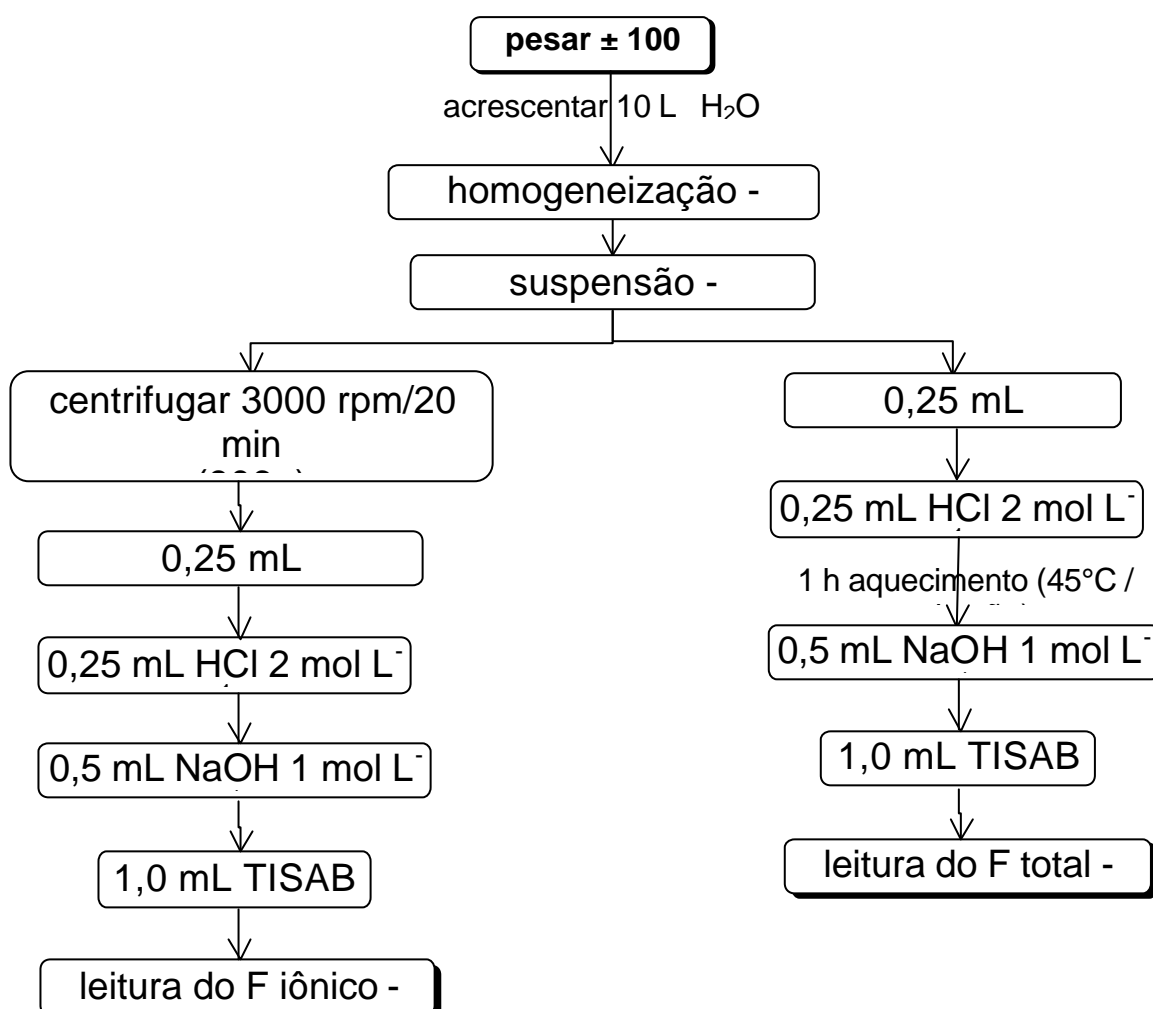 pesar ± 100
acrescentar 10 L H₂O
homogeneização -
suspensão -
centrifugar 3000 rpm/20
min
0,25 mL
0,25 mL HCl 2 mol L⁻
0,5 mL NaOH 1 mol L⁻
1,0 mL TISAB
leitura do F iônico -
0,25 mL
0,25 mL HCl 2 mol L⁻
1 h aquecimento (45°C /
0,5 mL NaOH 1 mol L⁻
1,0 mL TISAB
leitura do F total -